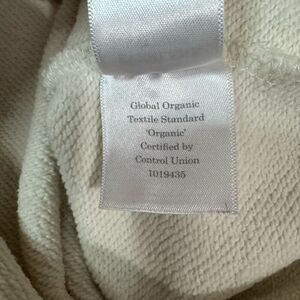 Global Organic
Textile Standard
'Organic'
Certified by
Control Union
1019435